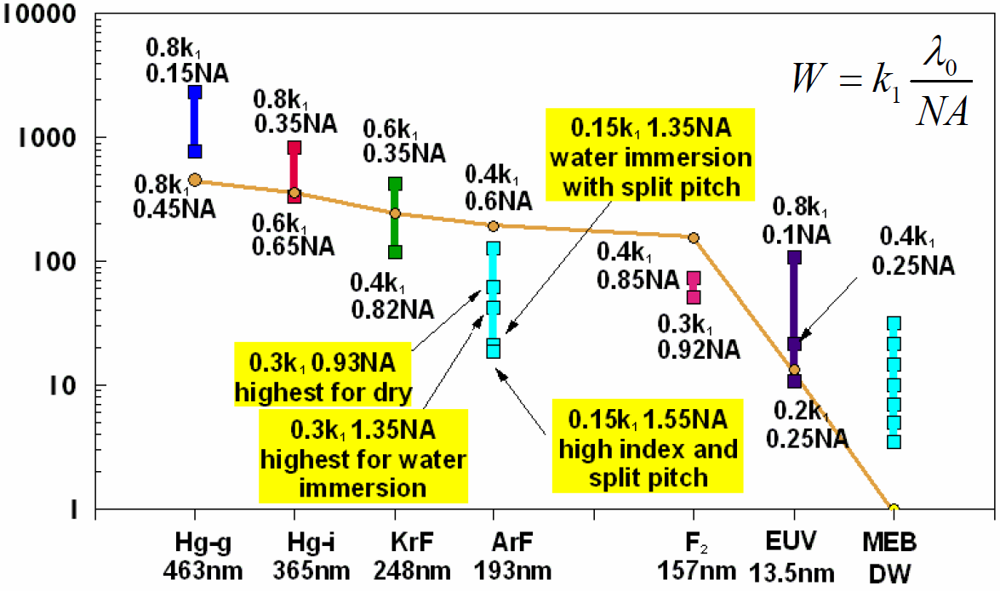 10000
1000
100
10
1
0.8k₁
0.15NA
0.8k₁
0.45NA
0.8k₁
0.35NA
0.6k₁
0.65NA
0.6k₁
0.35NA
0.4k₁
0.82NA
0.4k₁
0.6NA
0.15k₁ 1.35NA
water immersion
with split pitch
W = k₁ λ₀/NA
0.3k₁ 0.93NA
highest for dry
0.3k₁ 1.35NA
highest for water
immersion
0.15k₁ 1.55NA
high index and
split pitch
0.4k₁
0.85NA
0.3k₁
0.92NA
0.8k₁
0.1NA
0.4k₁
0.25NA
0.2k₁
0.25NA
Hg-g
463nm
Hg-i
365nm
KrF
248nm
ArF
193nm
F₂
157nm
EUV
13.5nm
MEB
DW